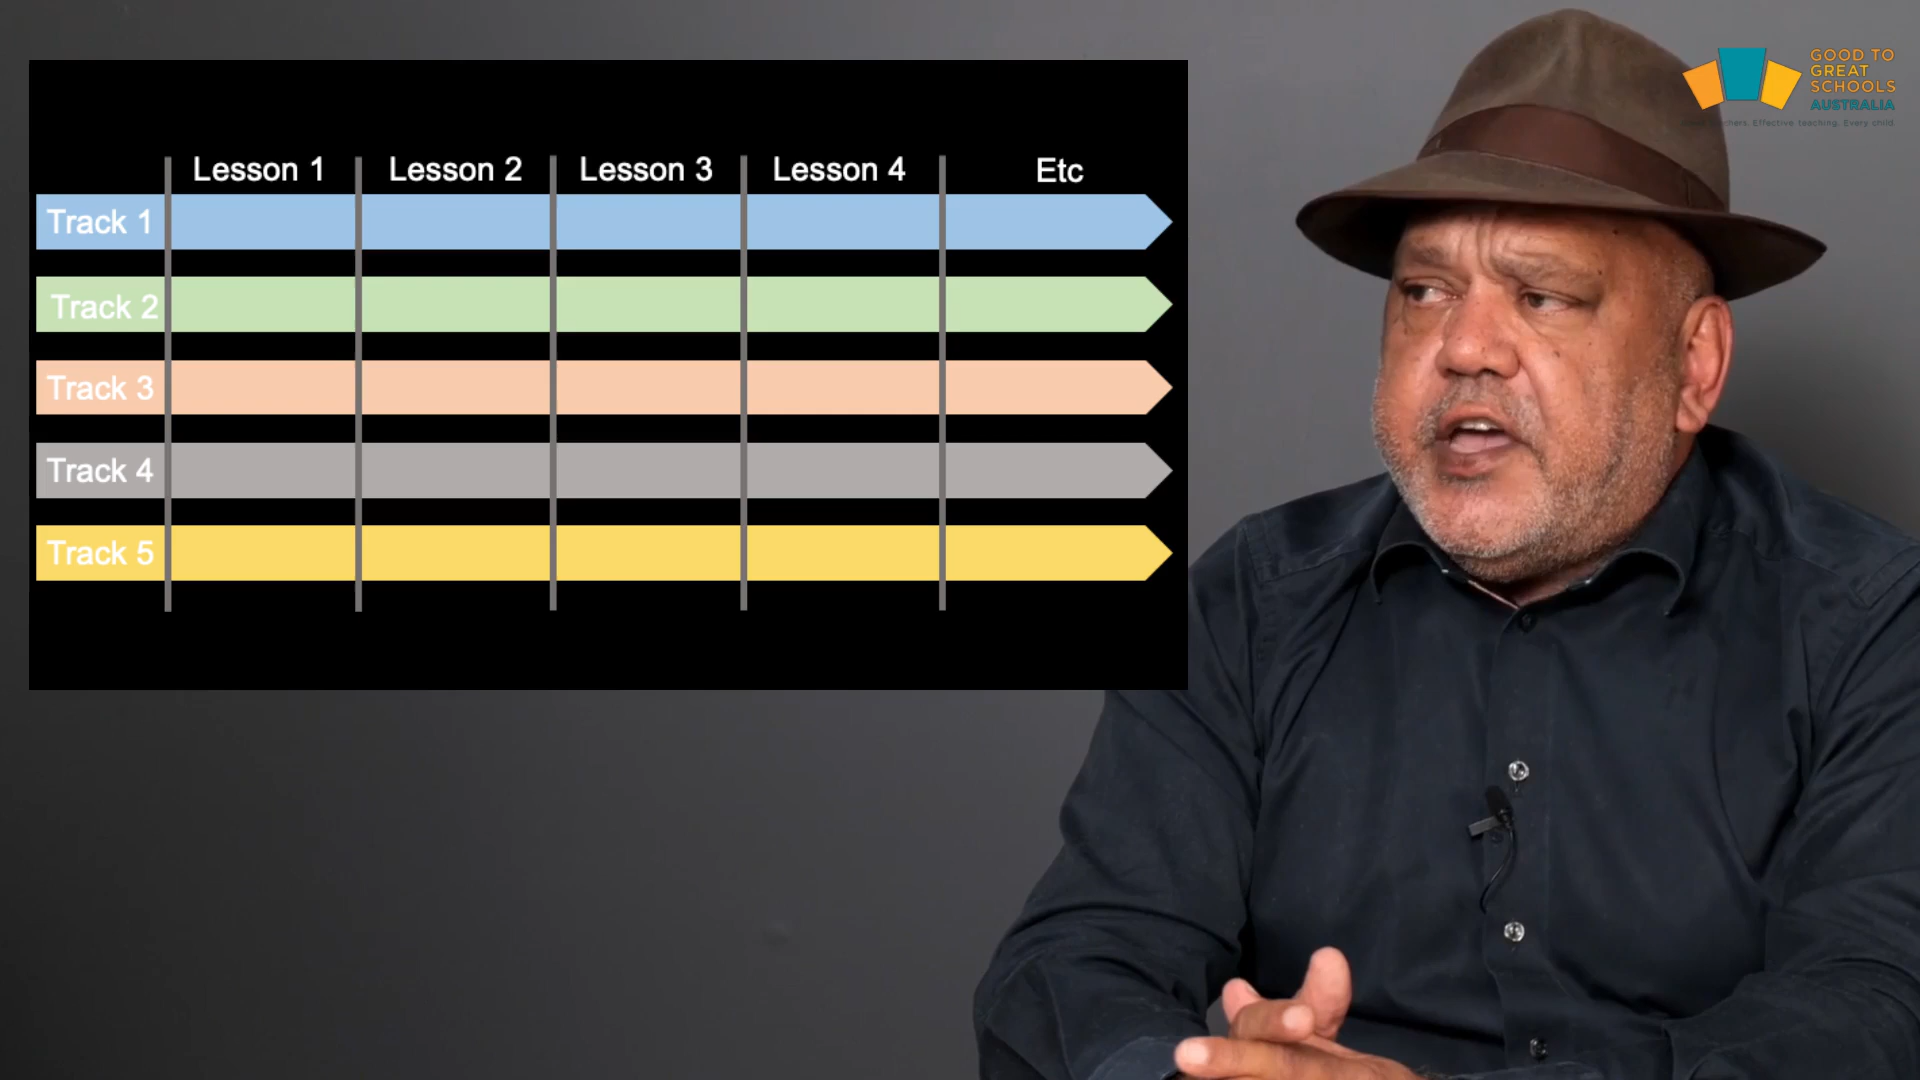 GOOD TO
GREAT
SCHOOLS
AUSTRALIA
Effective teaching. Every child
Lesson 1 Lesson 2 Lesson 3 Lesson 4 Etc
Track 1
Track 2
Track 3
Track 4
Track 5